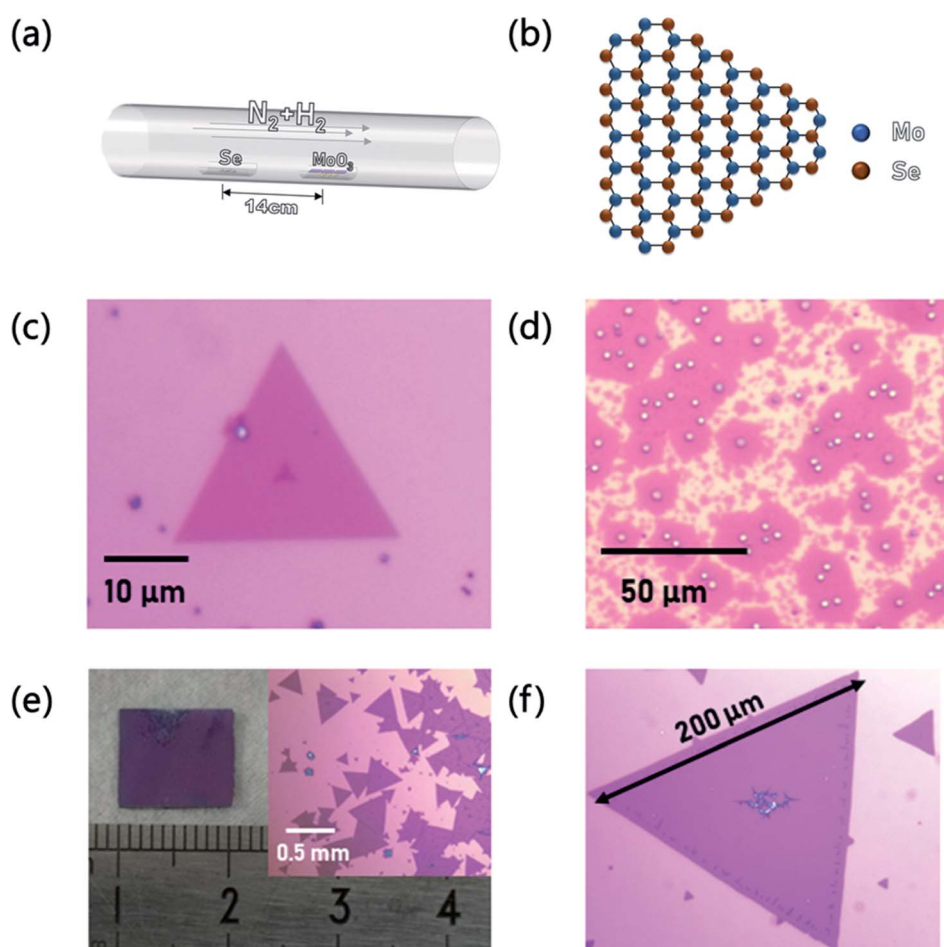 (a)
N₂+H₂
Se
MoO₃
14cm
(b)
Mo
Se
(c)
10 μm
(d)
50 μm
(e)
0.5 mm
1 2 3 4
(f)
200 μm